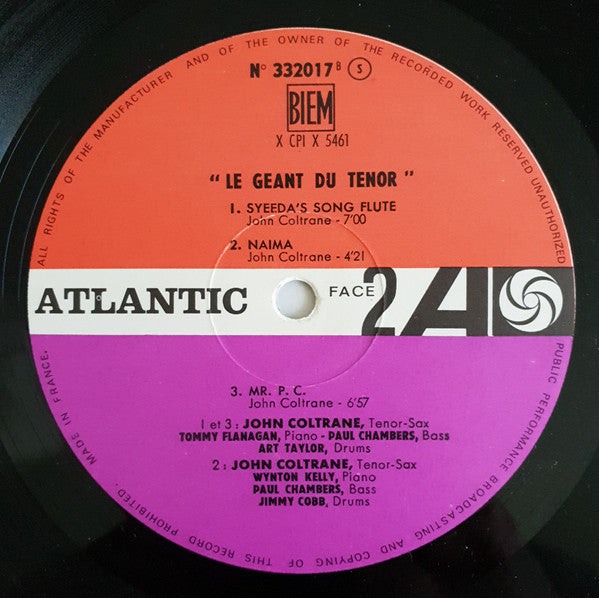 ALL RIGHTS OF THE MANUFACTURER AND OF THE OWNER OF THE RECORDED WORK RESERVED UNAUTHORIZED
PUBLIC PERFORMANCE BROADCASTING AND COPYING OF THIS RECORD PROHIBITED. MADE IN FRANCE.
N° 332017 B S
BIEM
X CPI X 5461
" LE GEANT DU TENOR "
1. SYEEDA'S SONG FLUTE
John Coltrane - 7'00
2. NAIMA
John Coltrane - 4'21
ATLANTIC FACE 2 A
3. MR. P. C.
John Coltrane - 6'57
1 et 3 : JOHN COLTRANE, Tenor-Sax
TOMMY FLANAGAN, Piano - PAUL CHAMBERS, Bass
ART TAYLOR, Drums
2 : JOHN COLTRANE, Tenor-Sax
WYNTON KELLY, Piano
PAUL CHAMBERS, Bass
JIMMY COBB, Drums